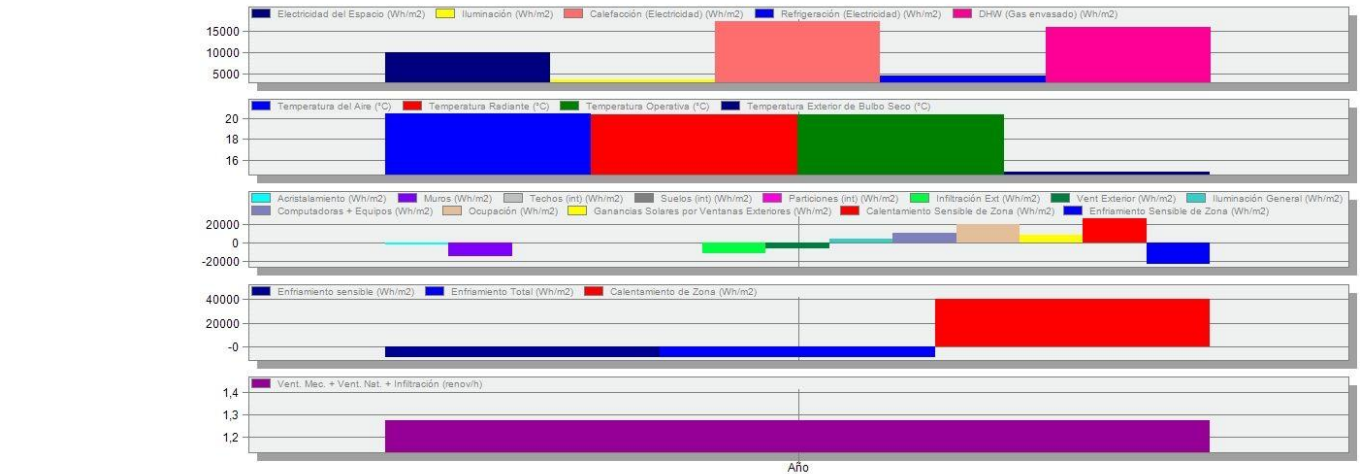 Electricidad del Espacio (Wh/m2) Iluminación (Wh/m2) Calefacción (Electricidad) (Wh/m2) Refrigeración (Electricidad) (Wh/m2) DHW (Gas envasado) (Wh/m2)
15000
10000
5000
Temperatura del Aire (°C) Temperatura Radiante (°C) Temperatura Operativa (°C) Temperatura Exterior de Bulbo Seco (°C)
20
18
16
Acristalamiento (Wh/m2) Muros (Wh/m2) Techos (int) (Wh/m2) Suelos (int) (Wh/m2) Particiones (int) (Wh/m2) Infiltración Ext (Wh/m2) Vent Exterior (Wh/m2) Iluminación General (Wh/m2)
Computadoras + Equipos (Wh/m2) Ocupación (Wh/m2) Ganancias Solares por Ventanas Exteriores (Wh/m2) Calentamiento Sensible de Zona (Wh/m2) Enfriamiento Sensible de Zona (Wh/m2)
20000
0
-20000
Enfriamiento sensible (Wh/m2) Enfriamiento Total (Wh/m2) Calentamiento de Zona (Wh/m2)
40000
20000
-0
Vent. Mec. + Vent. Nat. + Infiltración (renov/h)
1,4
1,3
1,2
Año